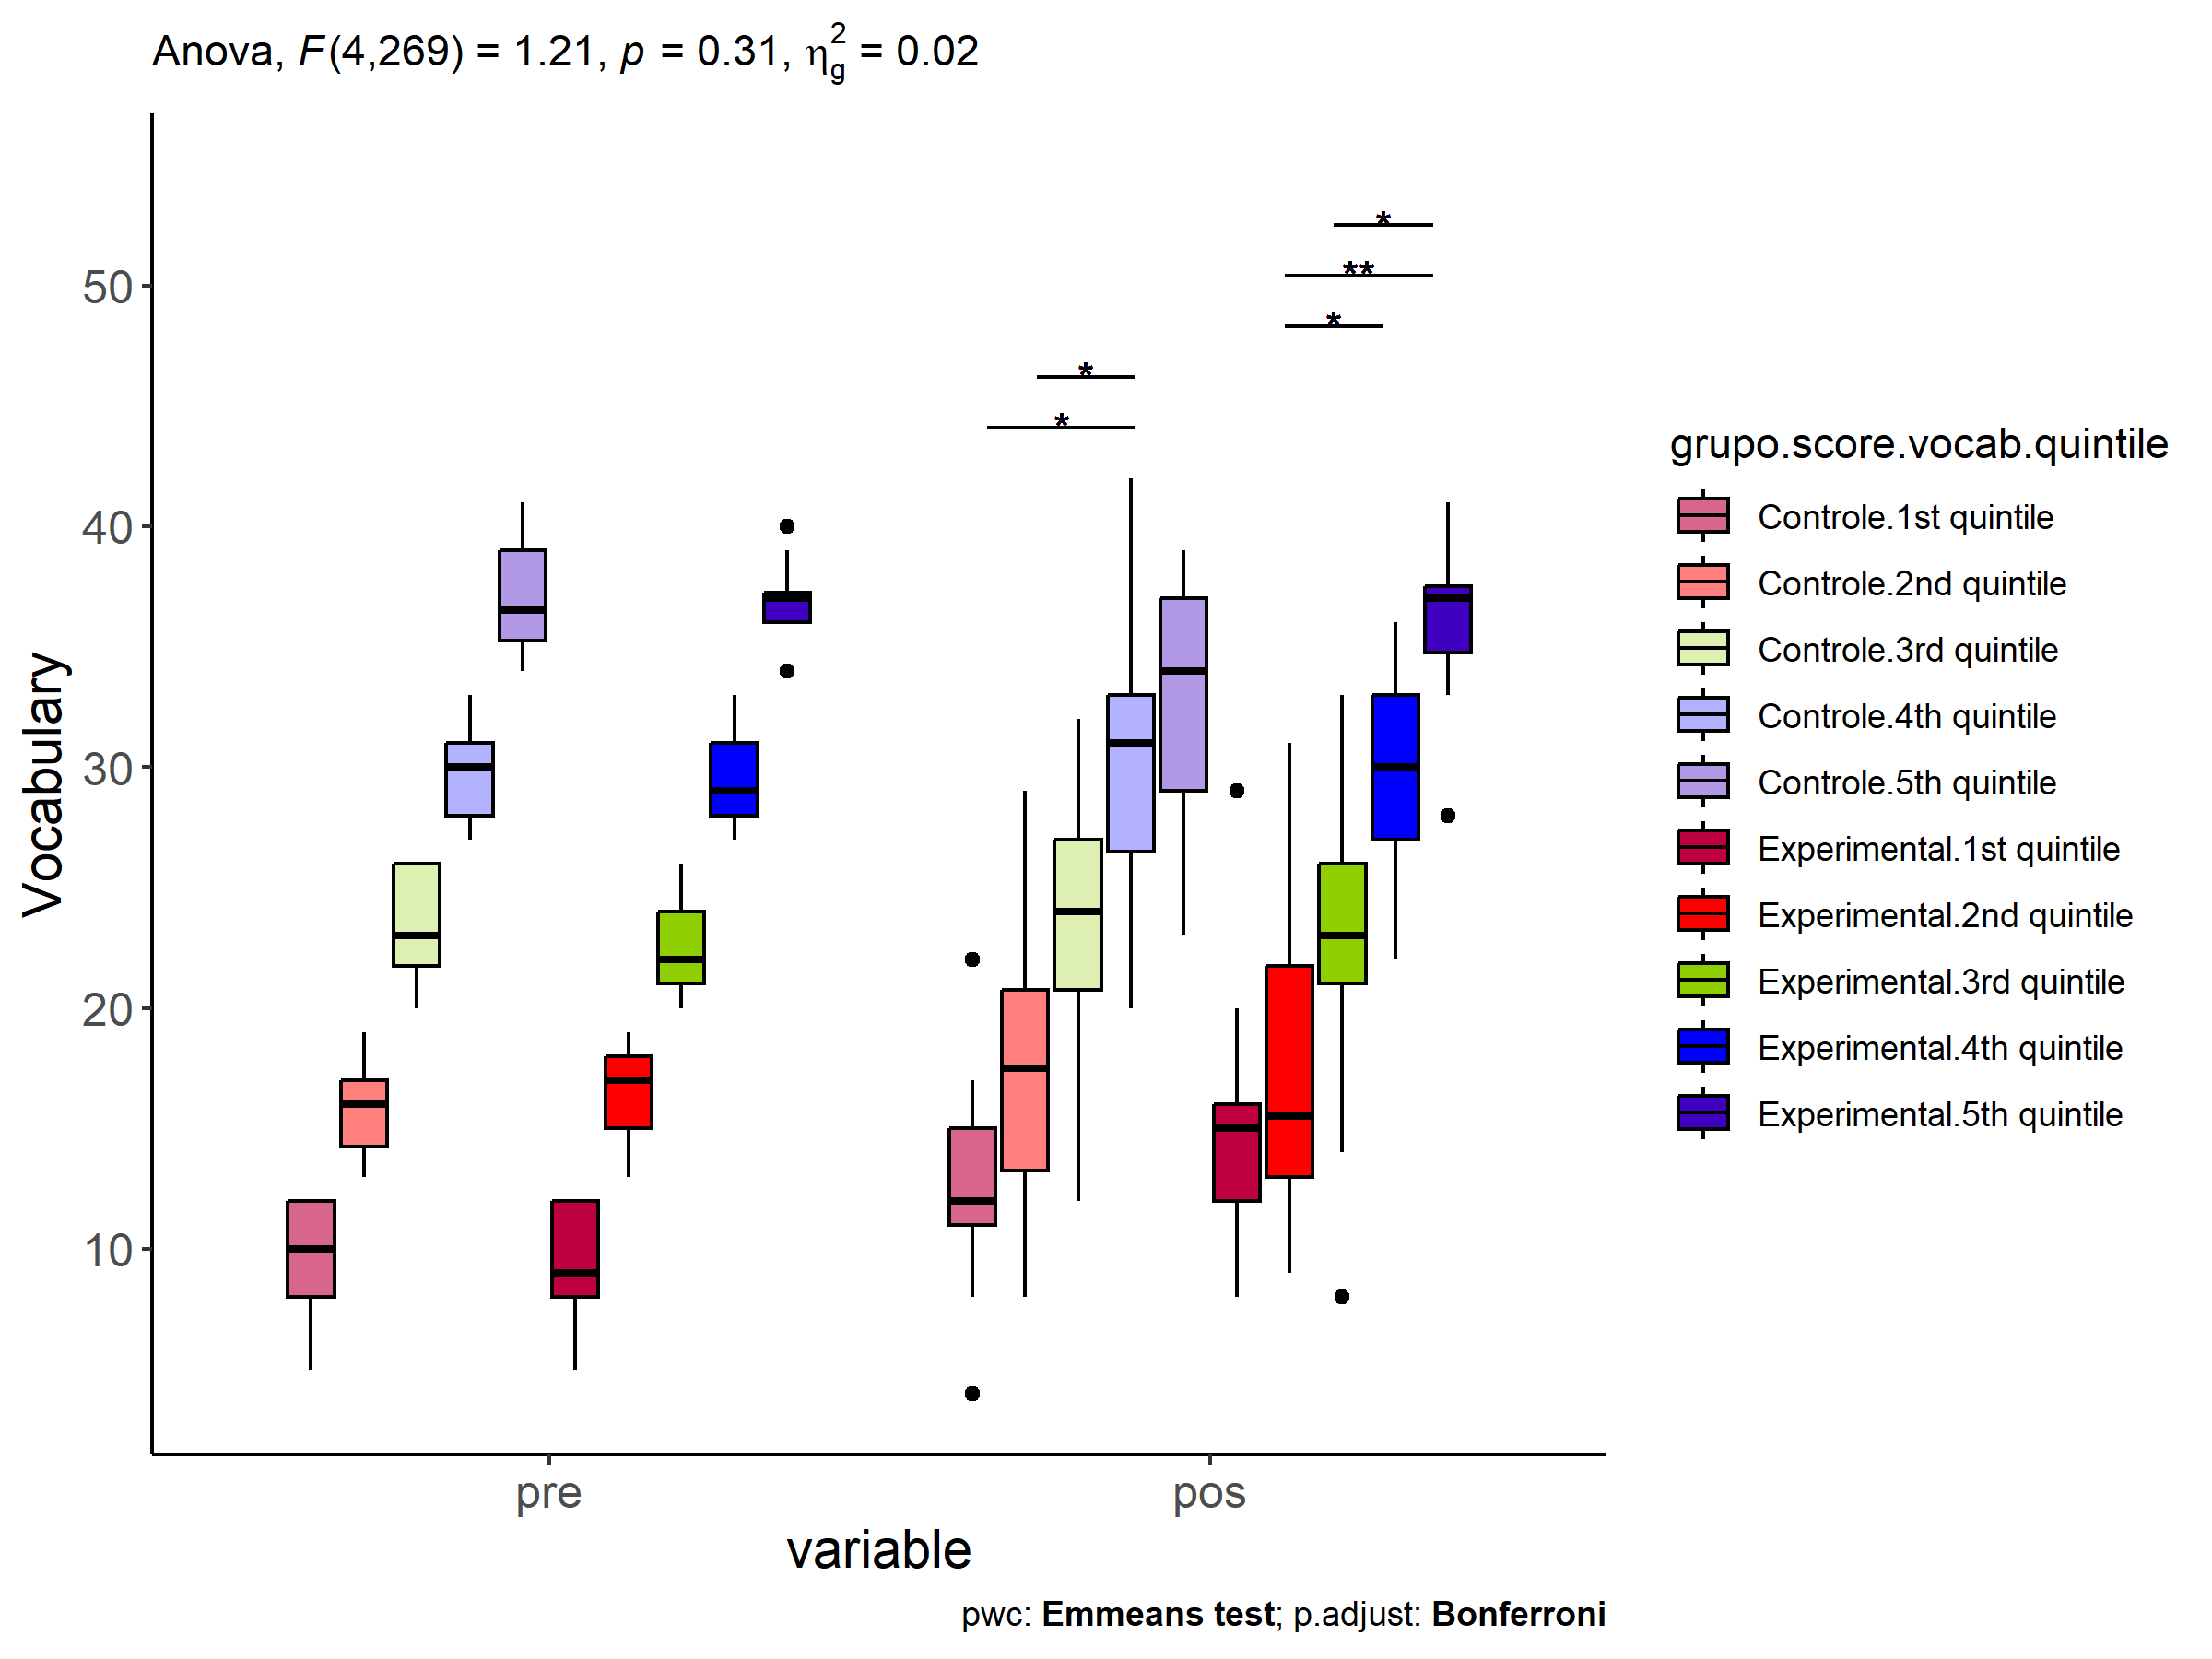 Anova, F(4,269) = 1.21, p = 0.31, η²g = 0.02
Vocabulary
50
40
30
20
10
*
**
*
*
*
pre
pos
variable
grupo.score.vocab.quintile
Controle.1st quintile
Controle.2nd quintile
Controle.3rd quintile
Controle.4th quintile
Controle.5th quintile
Experimental.1st quintile
Experimental.2nd quintile
Experimental.3rd quintile
Experimental.4th quintile
Experimental.5th quintile
pwc: Emmeans test; p.adjust: Bonferroni